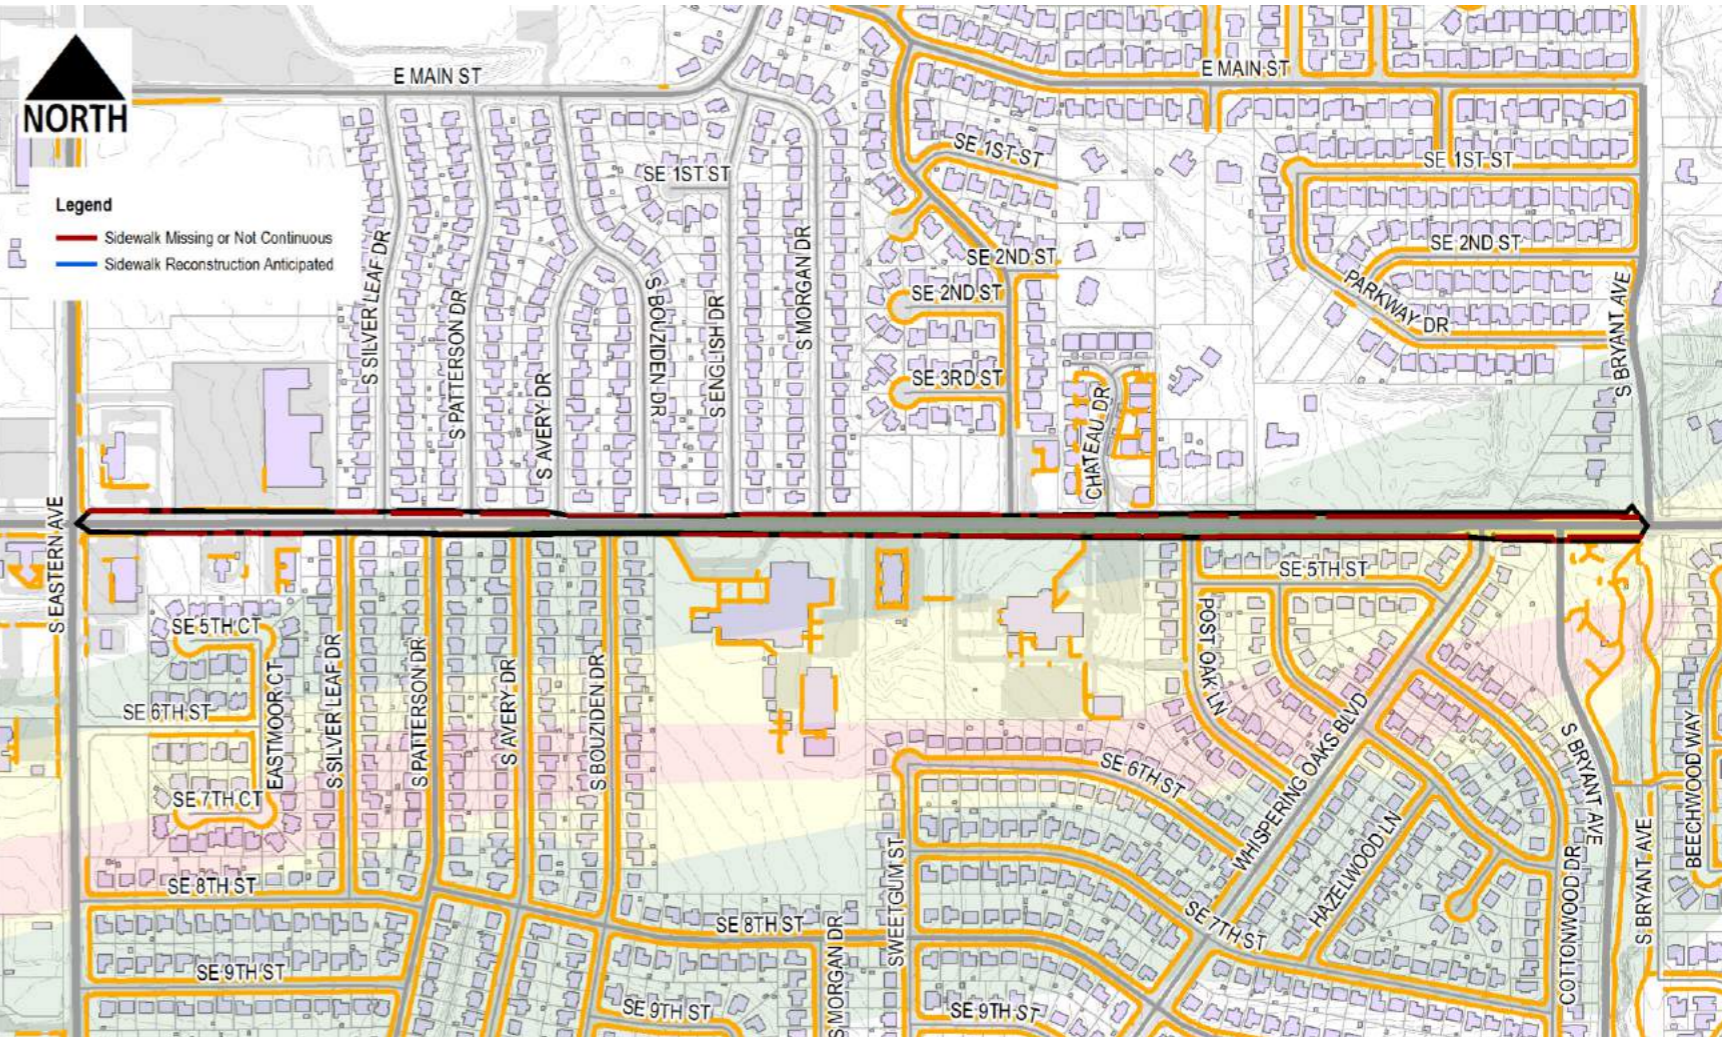 E MAIN ST
E MAIN ST
NORTH
SE 1ST ST
SE 1ST ST
SE 1ST ST
Legend
Sidewalk Missing or Not Continuous
Sidewalk Reconstruction Anticipated
S SILVER LEAF DR
S PATTERSON DR
S AVERY DR
S BOUZIDEN DR
S ENGLISH DR
S MORGAN DR
SE 2ND ST
SE 2ND ST
SE 2ND ST
PARKWAY DR
S BRYANT AVE
SE 3RD ST
CHATEAU DR
S EASTERN AVE
SE 5TH ST
SE 5TH CT
EASTMOOR CT
S SILVER LEAF DR
S PATTERSON DR
S AVERY DR
S BOUZIDEN DR
POST OAK LN
SE 6TH ST
SE 6TH ST
WHISPERING OAKS BLVD
S BRYANT AVE
BEECHWOOD WAY
SE 7TH CT
HAZELWOOD LN
SE 8TH ST
SE 8TH ST
S MORGAN DR
SWEETGUM ST
SE 7TH ST
COTTONWOOD DR
S BRYANT AVE
SE 9TH ST
SE 9TH ST
SE 9TH ST